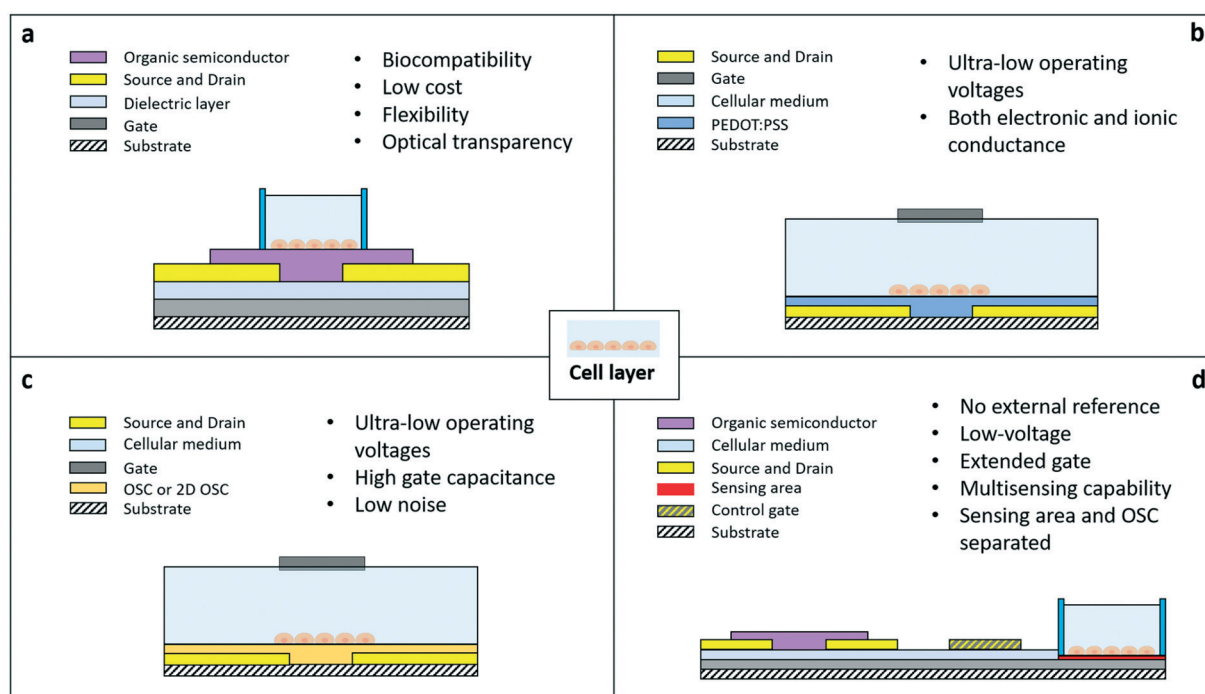 a
Organic semiconductor
Source and Drain
Dielectric layer
Gate
Substrate
• Biocompatibility
• Low cost
• Flexibility
• Optical transparency
b
Source and Drain
Gate
Cellular medium
PEDOT:PSS
Substrate
• Ultra-low operating
voltages
• Both electronic and ionic
conductance
Cell layer
c
Source and Drain
Cellular medium
Gate
OSC or 2D OSC
Substrate
• Ultra-low operating
voltages
• High gate capacitance
• Low noise
d
Organic semiconductor
Cellular medium
Source and Drain
Sensing area
Control gate
Substrate
• No external reference
• Low-voltage
• Extended gate
• Multisensing capability
• Sensing area and OSC
separated